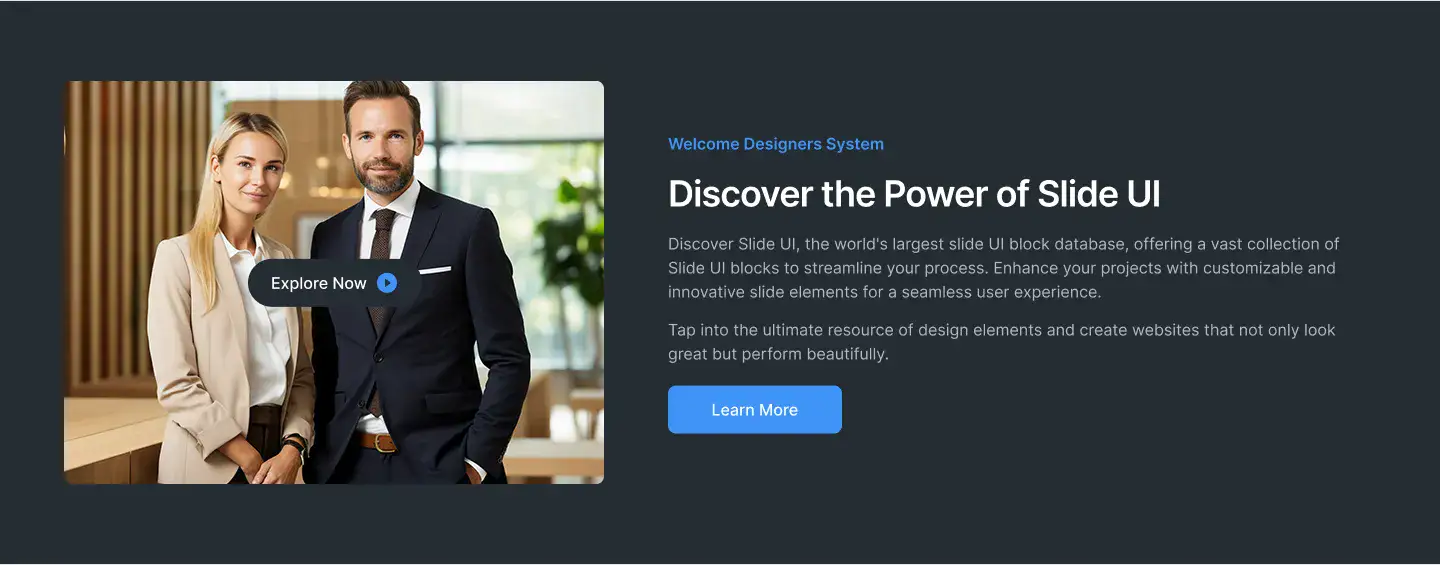 Explore Now
Welcome Designers System
Discover the Power of Slide UI
Discover Slide UI, the world's largest slide UI block database, offering a vast collection of
Slide UI blocks to streamline your process. Enhance your projects with customizable and
innovative slide elements for a seamless user experience.
Tap into the ultimate resource of design elements and create websites that not only look
great but perform beautifully.
Learn More